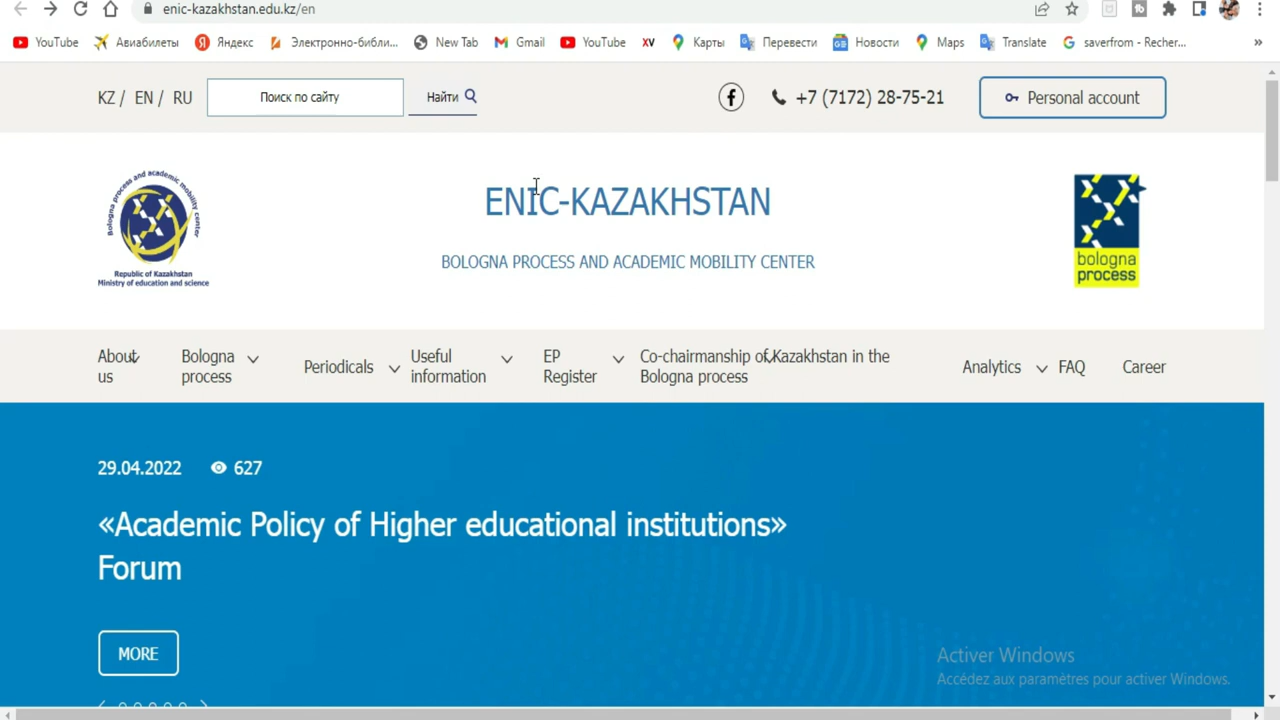 enic-kazakhstan.edu.kz/en
YouTube Авиабилеты Яндекс Электронно-библи... New Tab Gmail YouTube XV Карты Перевести Новости Maps Translate saverfrom - Recher... »
KZ / EN / RU Поиск по сайту Найти +7 (7172) 28-75-21 Personal account
Bologna process and academic mobility center
Republic of Kazakhstan
Ministry of education and science
ENIC-KAZAKHSTAN
BOLOGNA PROCESS AND ACADEMIC MOBILITY CENTER
bologna
process
About us
Bologna process
Periodicals
Useful information
EP Register
Co-chairmanship of Kazakhstan in the
Bologna process
Analytics
FAQ
Career
29.04.2022 627
«Academic Policy of Higher educational institutions»
Forum
MORE
Activer Windows
Accédez aux paramètres pour activer Windows.